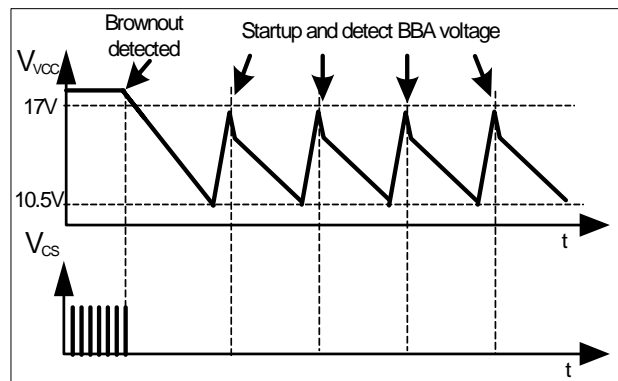 Brownout
detected
Startup and detect BBA voltage
VVCC
17V
10.5V
t
VCS
t